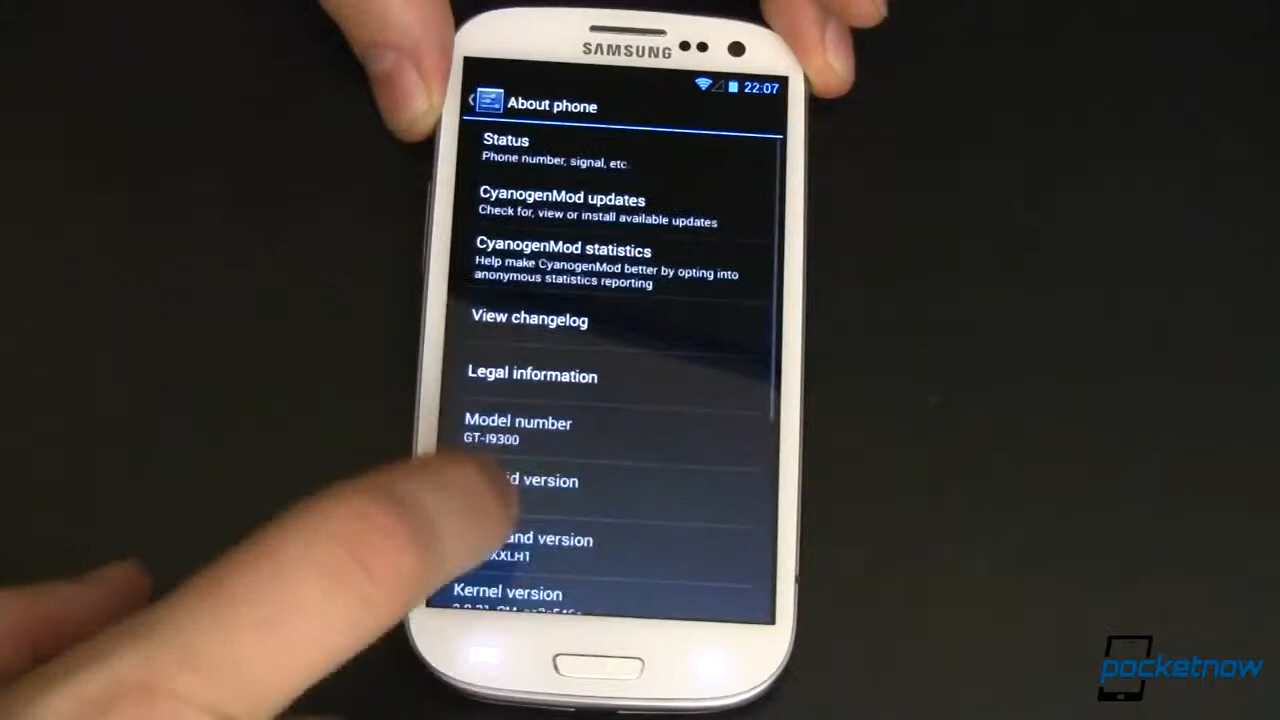 SAMSUNG
22:07
About phone
Status
Phone number, signal, etc.
CyanogenMod updates
Check for, view or install available updates
CyanogenMod statistics
Help make CyanogenMod better by opting into
anonymous statistics reporting
View changelog
Legal information
Model number
GT-I9300
version
version
XXLH1
Kernel version
pocketnow